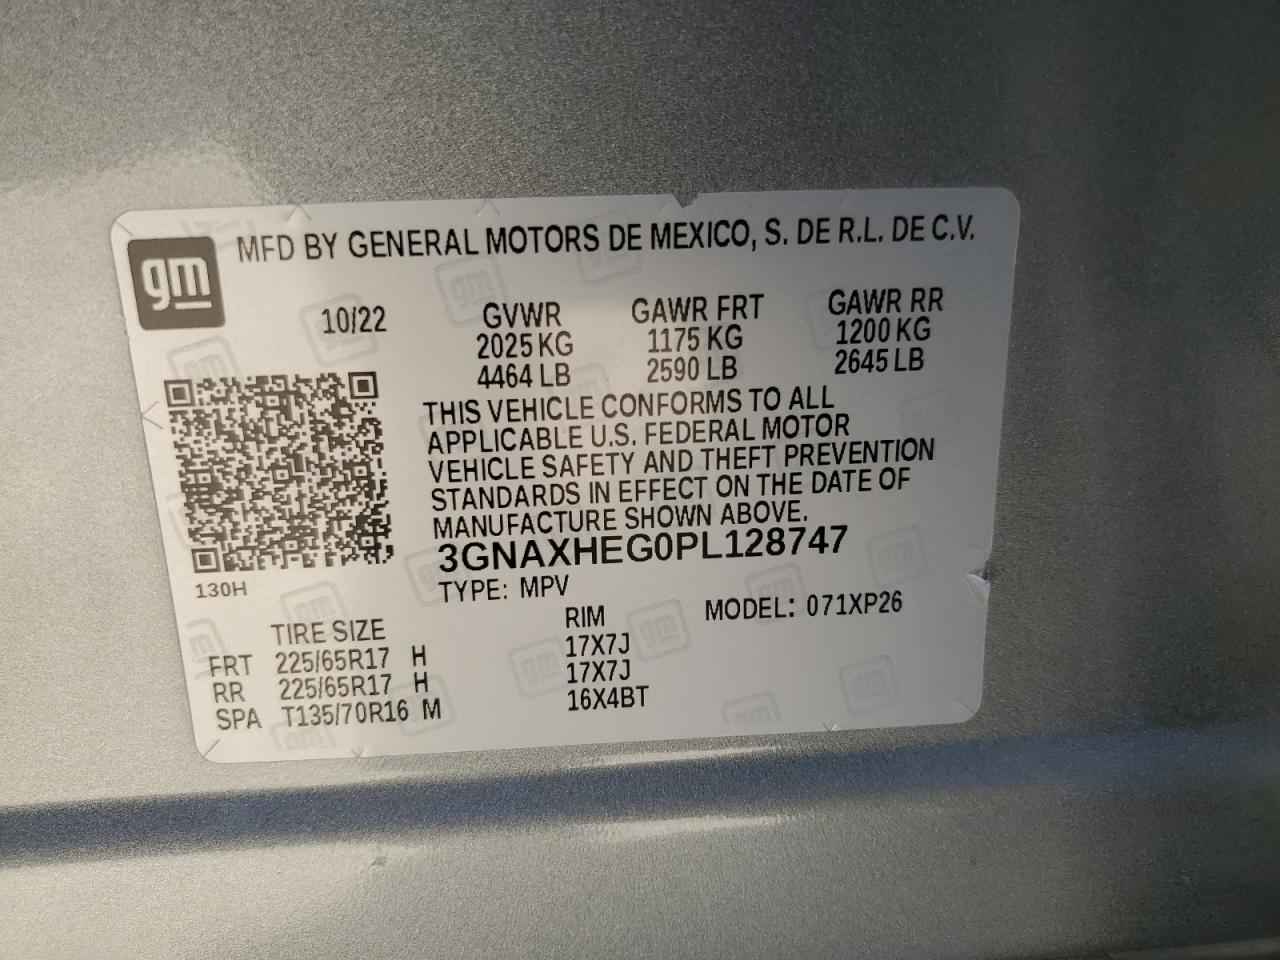 gm
MFD BY GENERAL MOTORS DE MEXICO, S. DE R.L. DE C.V.
10/22 GVWR GAWR FRT GAWR RR
2025 KG 1175 KG 1200 KG
4464 LB 2590 LB 2645 LB
THIS VEHICLE CONFORMS TO ALL
APPLICABLE U.S. FEDERAL MOTOR
VEHICLE SAFETY AND THEFT PREVENTION
STANDARDS IN EFFECT ON THE DATE OF
MANUFACTURE SHOWN ABOVE.
3GNAXHEG0PL128747
130H TYPE: MPV
MODEL: 071XP26
TIRE SIZE RIM
FRT 225/65R17 H 17X7J
RR 225/65R17 H 17X7J
SPA T135/70R16 M 16X4BT